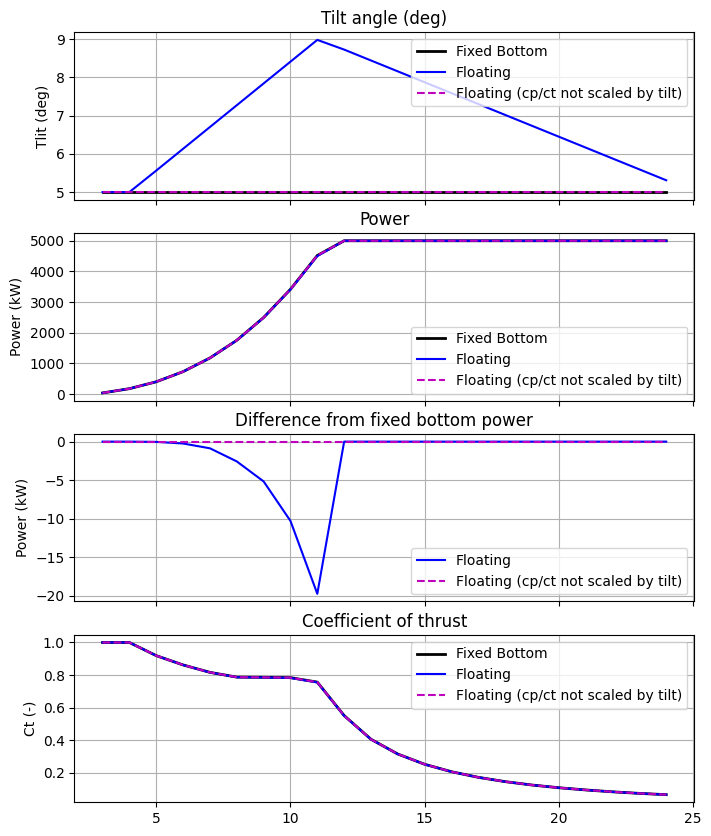 Tilt angle (deg)
9
8
7
6
5
Tlit (deg)
Fixed Bottom
Floating
Floating (cp/ct not scaled by tilt)
Power
5000
4000
3000
2000
1000
0
Power (kW)
Fixed Bottom
Floating
Floating (cp/ct not scaled by tilt)
Difference from fixed bottom power
0
−5
−10
−15
−20
Power (kW)
Floating
Floating (cp/ct not scaled by tilt)
Coefficient of thrust
1.0
0.8
0.6
0.4
0.2
Ct (-)
Fixed Bottom
Floating
Floating (cp/ct not scaled by tilt)
5 10 15 20 25